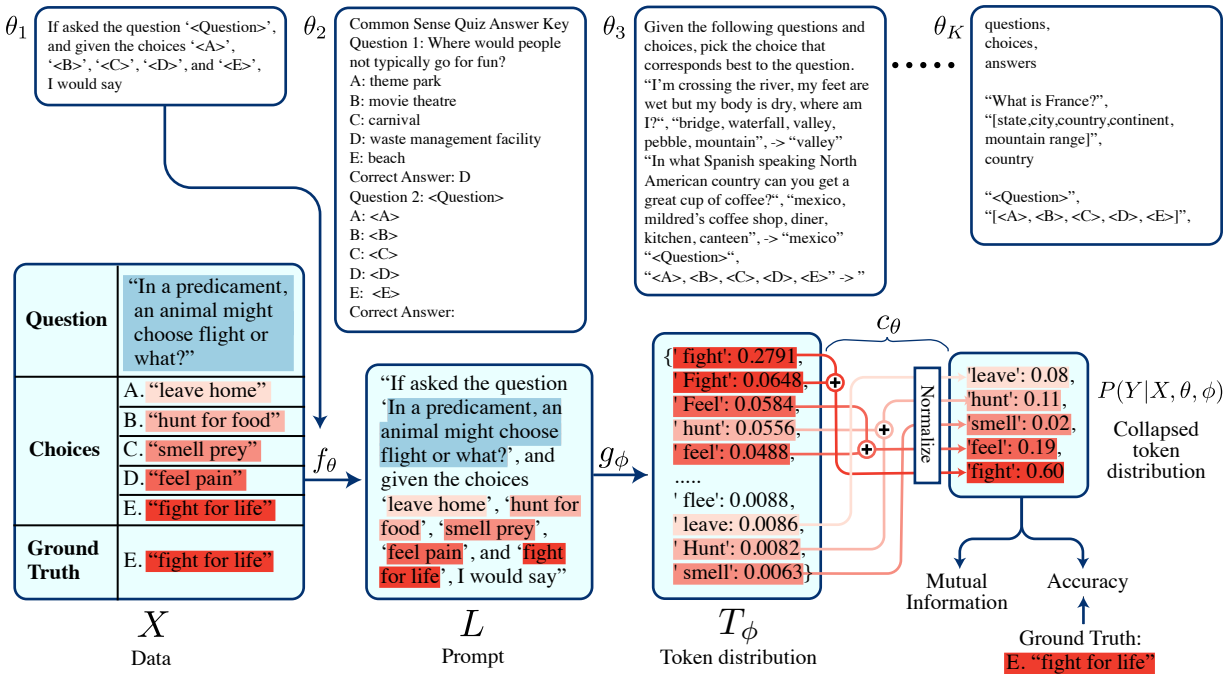 θ₁
If asked the question ‘<Question>’,
and given the choices ‘<A>’,
‘<B>’, ‘<C>’, ‘<D>’, and ‘<E>’,
I would say
θ₂
Common Sense Quiz Answer Key
Question 1: Where would people
not typically go for fun?
A: theme park
B: movie theatre
C: carnival
D: waste management facility
E: beach
Correct Answer: D
Question 2: <Question>
A: <A>
B: <B>
C: <C>
D: <D>
E: <E>
Correct Answer:
θ₃
Given the following questions and
choices, pick the choice that
corresponds best to the question.
“I’m crossing the river, my feet are
wet but my body is dry, where am
I?“, “bridge, waterfall, valley,
pebble, mountain”, -> “valley”
“In what Spanish speaking North
American country can you get a
great cup of coffee?“, “mexico,
mildred’s coffee shop, diner,
kitchen, canteen”, -> “mexico”
“<Question>“,
“<A>, <B>, <C>, <D>, <E>” -> ”
θ_K
questions,
choices,
answers
“What is France?”,
“[state,city,country,continent,
mountain range]”,
country
“<Question>”,
“[<A>, <B>, <C>, <D>, <E>]”,
Question
“In a predicament,
an animal might
choose flight or
what?”
Choices
A. “leave home”
B. “hunt for food”
C. “smell prey”
D. “feel pain”
E. “fight for life”
Ground
Truth
E. “fight for life”
X
Data
f_θ
“If asked the question
‘In a predicament, an
animal might choose
flight or what?’, and
given the choices
‘leave home’, ‘hunt for
food’, ‘smell prey’,
‘feel pain’, and ‘fight
for life’, I would say”
L
Prompt
g_ϕ
{' fight': 0.2791,
' Fight': 0.0648,
' Feel': 0.0584,
' hunt': 0.0556,
' feel': 0.0488,
.....
' flee': 0.0088,
' leave: 0.0086,
' Hunt': 0.0082,
' smell': 0.0063}
T_ϕ
Token distribution
c_θ
Normalize
'leave': 0.08,
'hunt': 0.11,
'smell': 0.02,
'feel': 0.19,
'fight': 0.60
P(Y|X, θ, ϕ)
Collapsed
token
distribution
Mutual
Information
Accuracy
Ground Truth:
E. “fight for life”